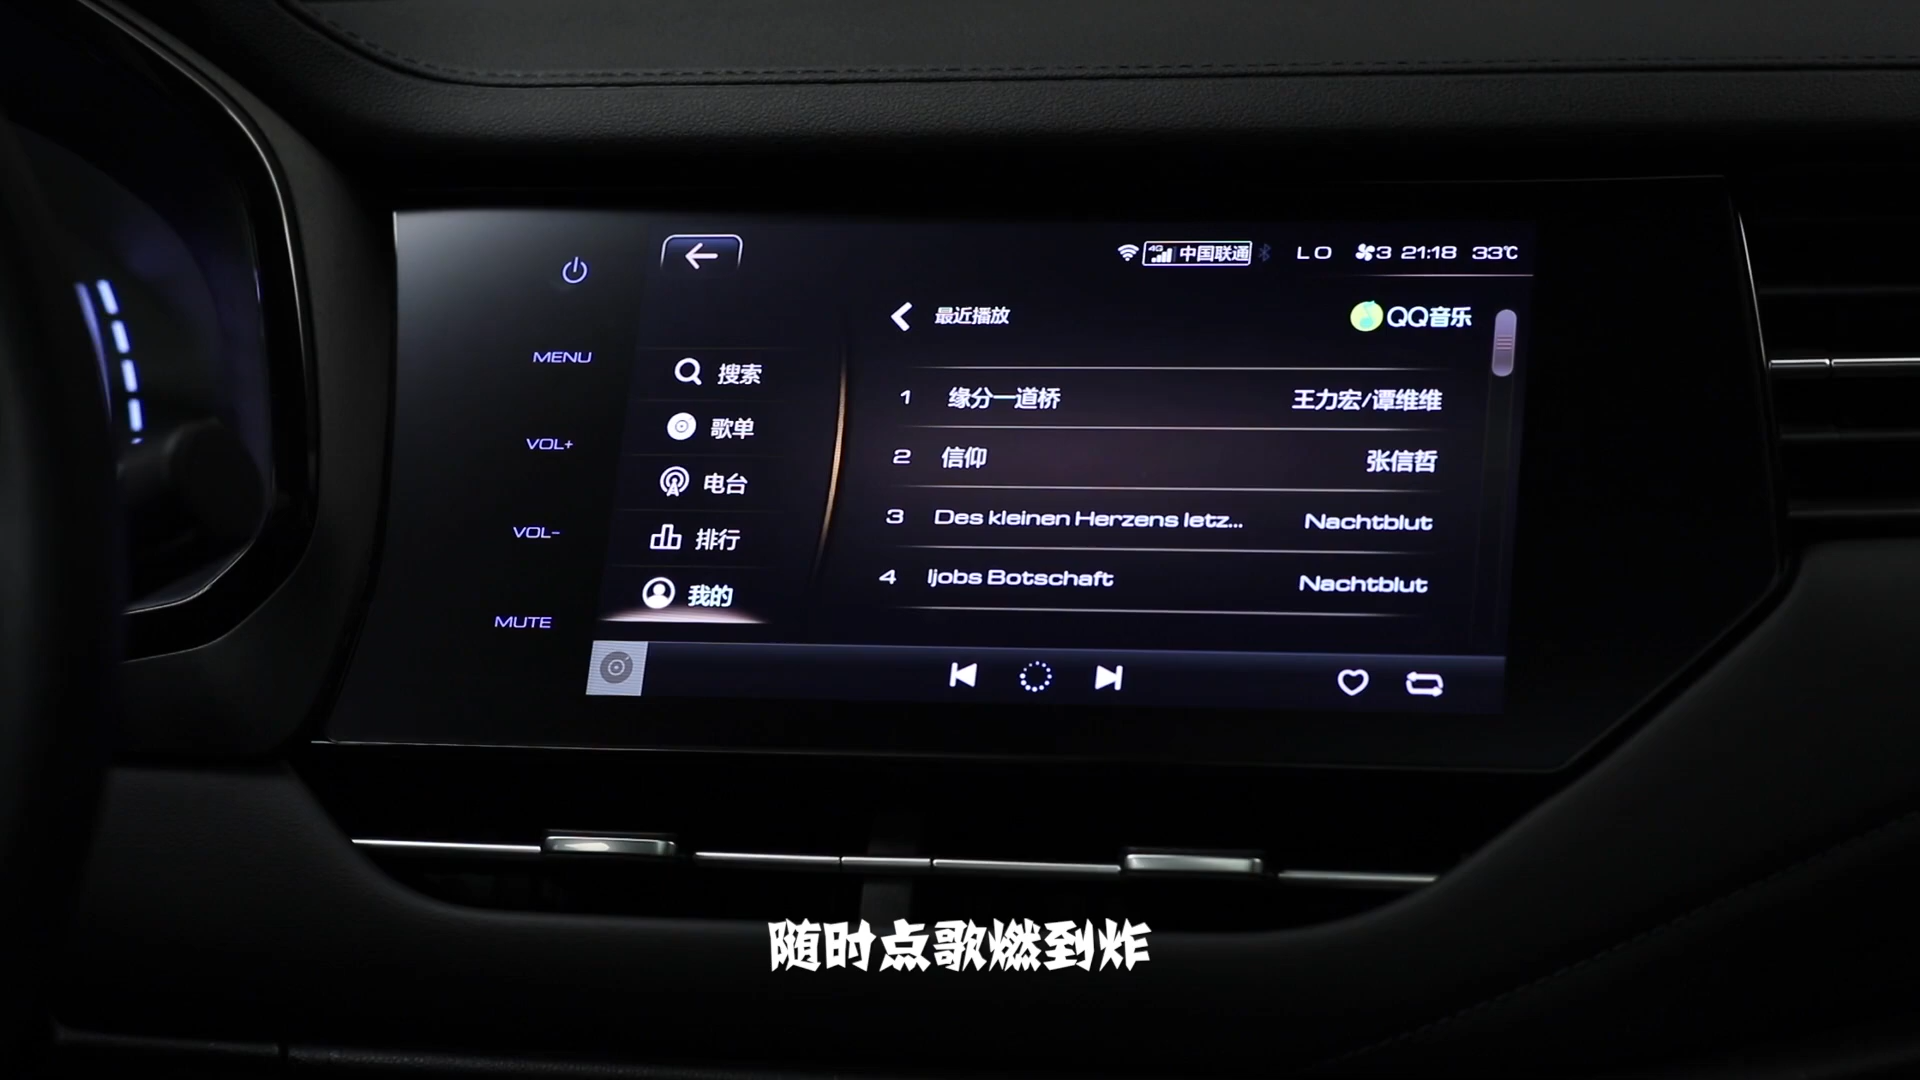 4G 中国联通 LO 3 21:18 33℃
MENU
VOL+
VOL-
MUTE
搜索
歌单
电台
排行
我的
最近播放 QQ音乐
1 缘分一道桥 王力宏/谭维维
2 信仰 张信哲
3 Des kleinen Herzens letz... Nachtblut
4 Ijobs Botschaft Nachtblut
随时点歌燃到炸